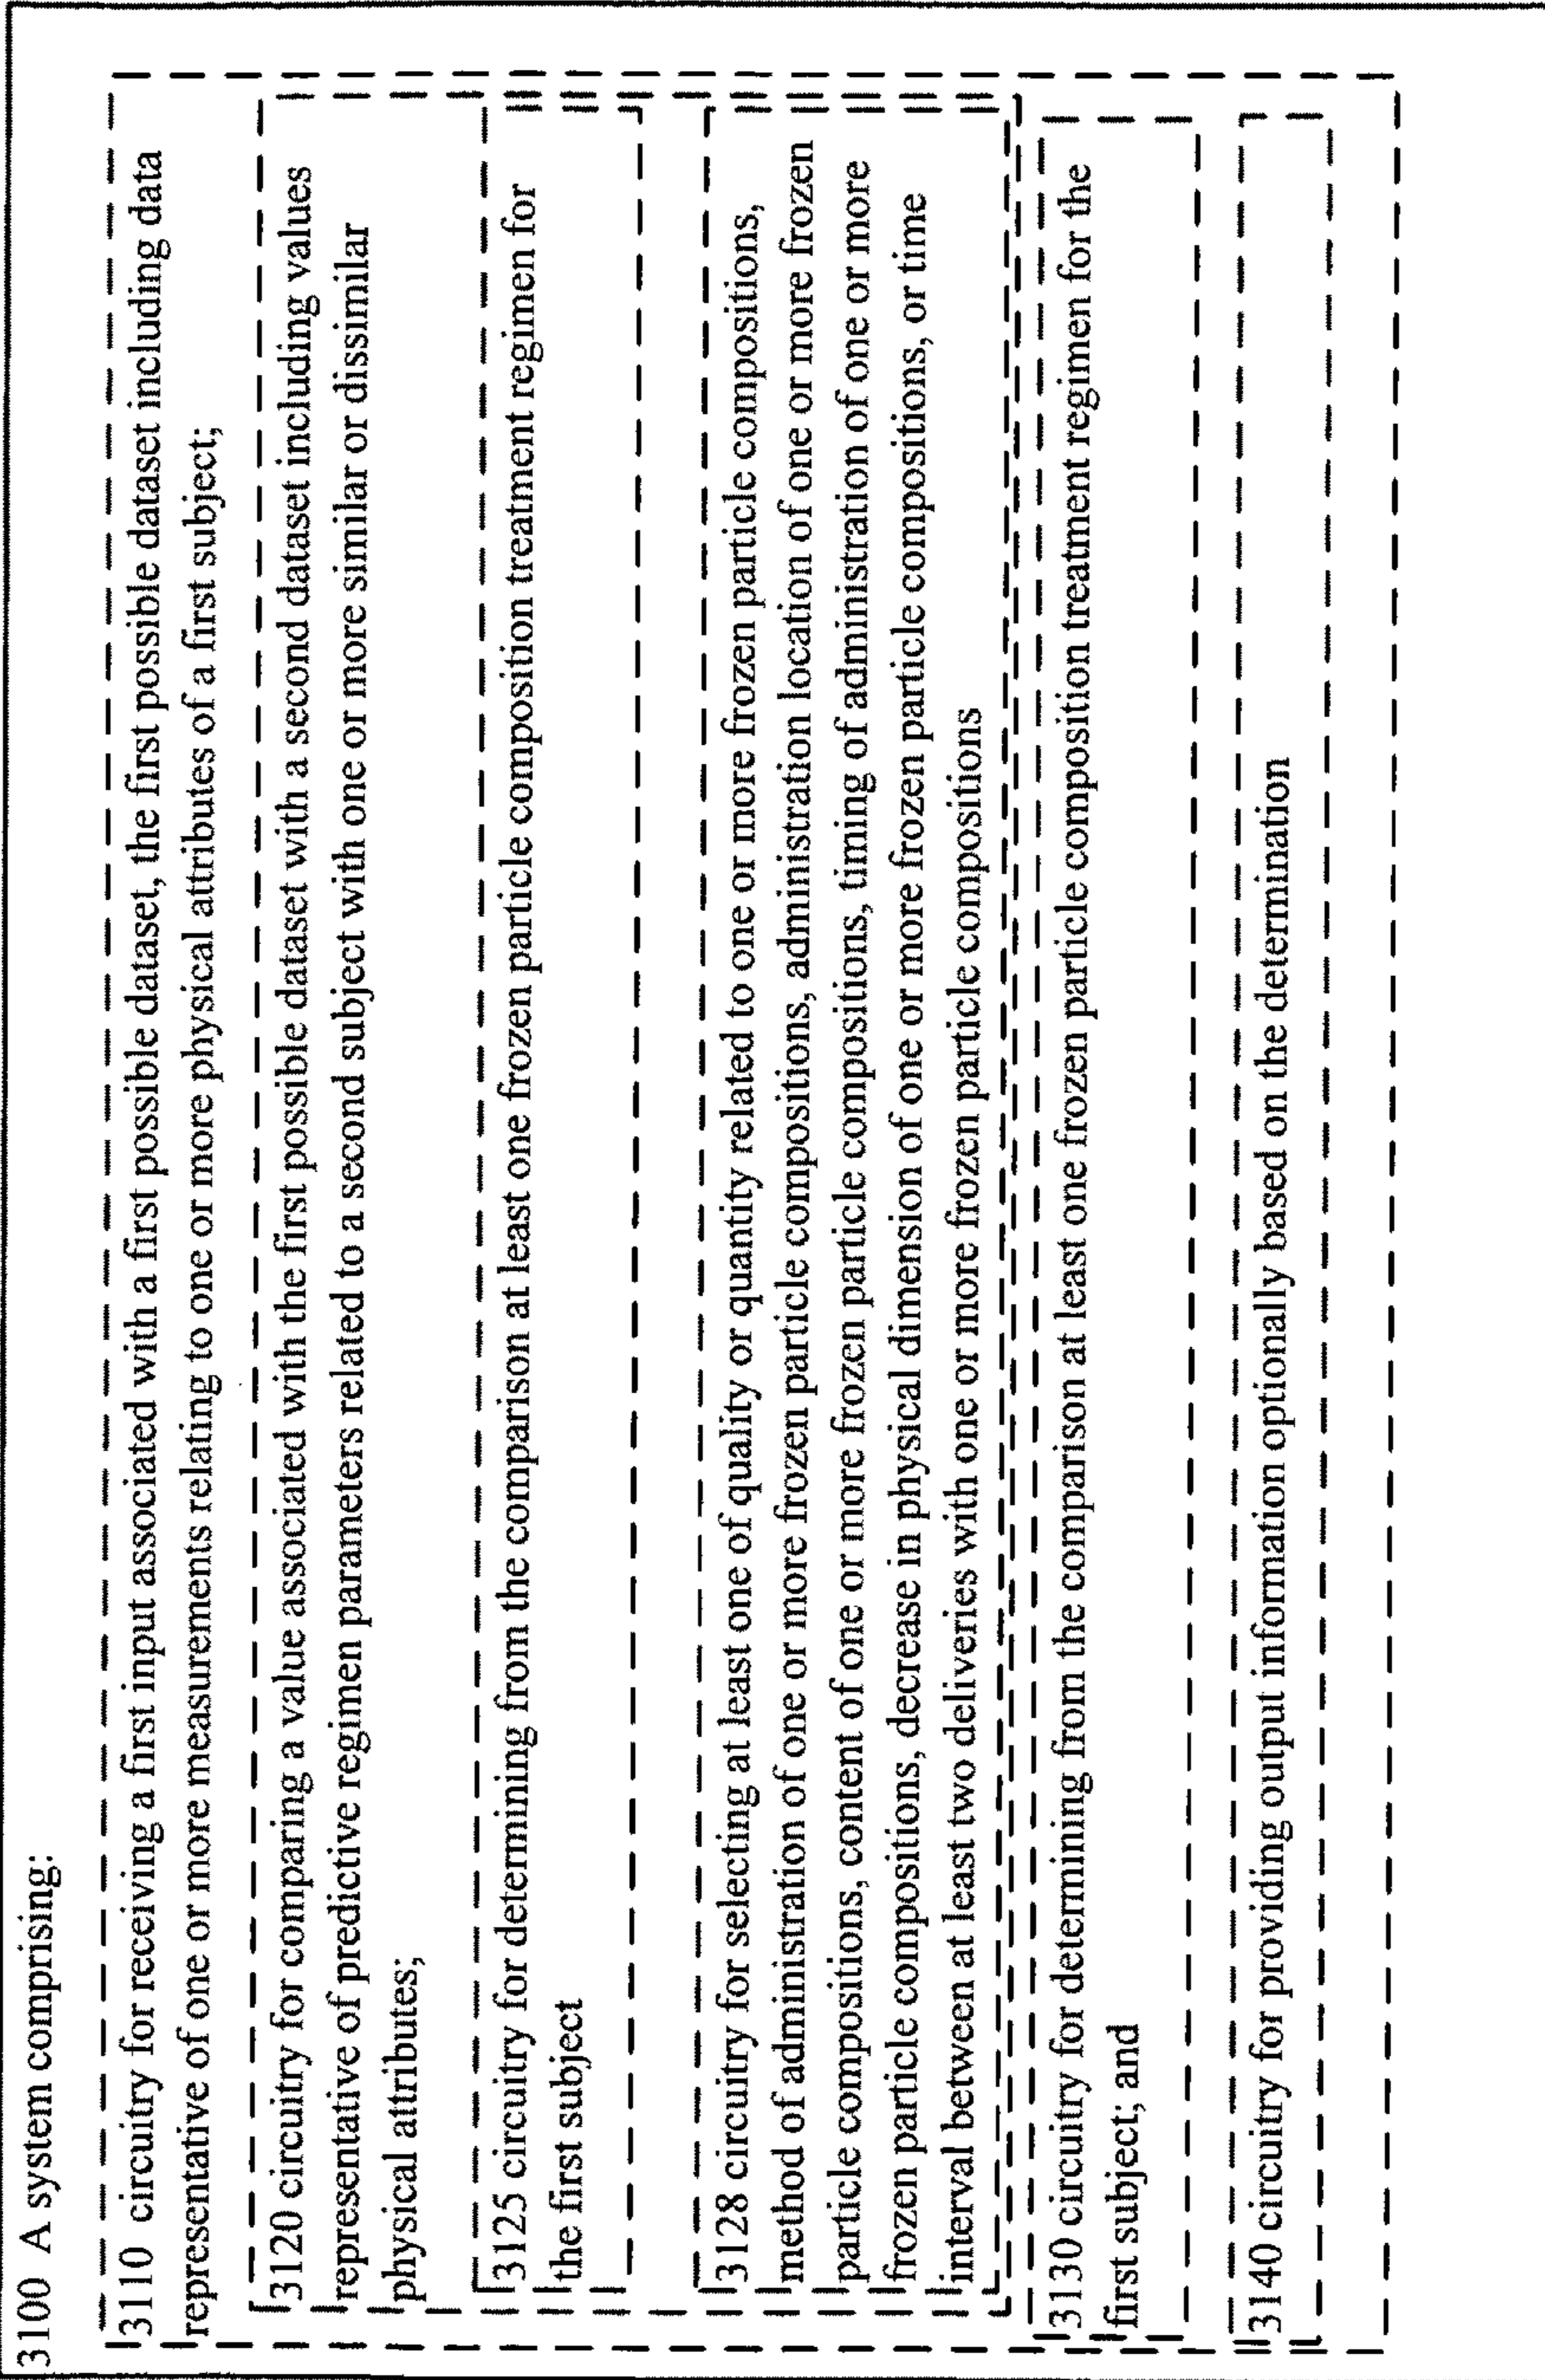 3100 A system comprising:
3110 circuitry for receiving a first input associated with a first possible dataset, the first possible dataset including data
representative of one or more measurements relating to one or more physical attributes of a first subject;
3120 circuitry for comparing a value associated with the first possible dataset with a second dataset including values
representative of predictive regimen parameters related to a second subject with one or more similar or dissimilar
physical attributes;
3125 circuitry for determining from the comparison at least one frozen particle composition treatment regimen for
the first subject
3128 circuitry for selecting at least one of quality or quantity related to one or more frozen particle compositions,
method of administration of one or more frozen particle compositions, administration location of one or more frozen
particle compositions, content of one or more frozen particle compositions, timing of administration of one or more
frozen particle compositions, decrease in physical dimension of one or more frozen particle compositions, or time
interval between at least two deliveries with one or more frozen particle compositions
3130 circuitry for determining from the comparison at least one frozen particle composition treatment regimen for the
first subject; and
3140 circuitry for providing output information optionally based on the determination